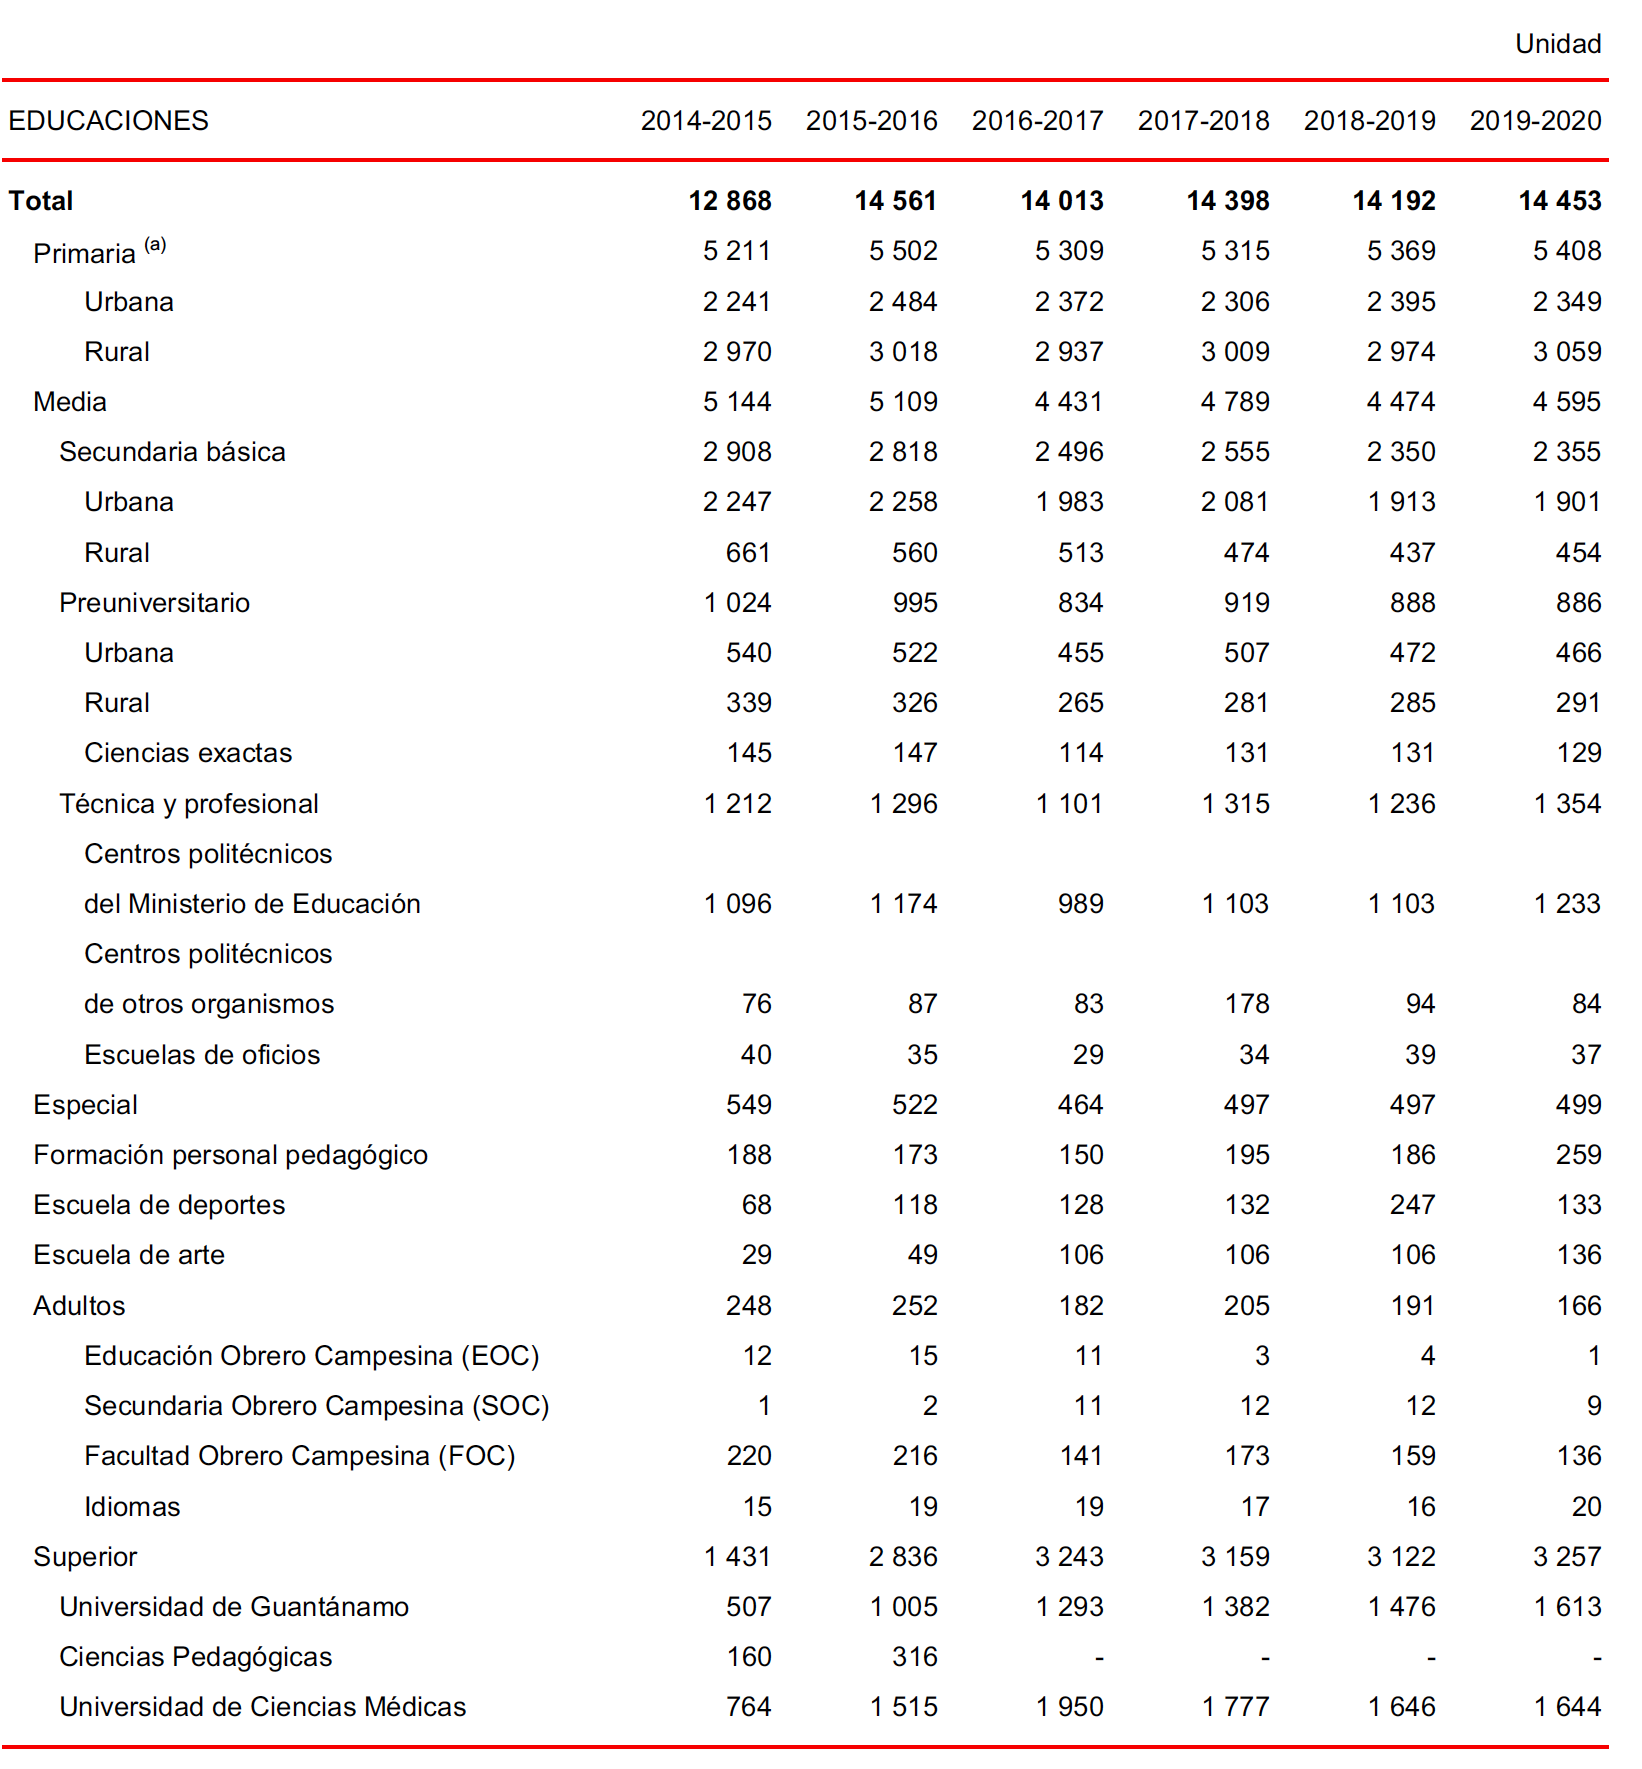 Unidad
EDUCACIONES 2014-2015 2015-2016 2016-2017 2017-2018 2018-2019 2019-2020
Total 12 868 14 561 14 013 14 398 14 192 14 453
Primaria (a) 5 211 5 502 5 309 5 315 5 369 5 408
Urbana 2 241 2 484 2 372 2 306 2 395 2 349
Rural 2 970 3 018 2 937 3 009 2 974 3 059
Media 5 144 5 109 4 431 4 789 4 474 4 595
Secundaria básica 2 908 2 818 2 496 2 555 2 350 2 355
Urbana 2 247 2 258 1 983 2 081 1 913 1 901
Rural 661 560 513 474 437 454
Preuniversitario 1 024 995 834 919 888 886
Urbana 540 522 455 507 472 466
Rural 339 326 265 281 285 291
Ciencias exactas 145 147 114 131 131 129
Técnica y profesional 1 212 1 296 1 101 1 315 1 236 1 354
Centros politécnicos
del Ministerio de Educación 1 096 1 174 989 1 103 1 103 1 233
Centros politécnicos
de otros organismos 76 87 83 178 94 84
Escuelas de oficios 40 35 29 34 39 37
Especial 549 522 464 497 497 499
Formación personal pedagógico 188 173 150 195 186 259
Escuela de deportes 68 118 128 132 247 133
Escuela de arte 29 49 106 106 106 136
Adultos 248 252 182 205 191 166
Educación Obrero Campesina (EOC) 12 15 11 3 4 1
Secundaria Obrero Campesina (SOC) 1 2 11 12 12 9
Facultad Obrero Campesina (FOC) 220 216 141 173 159 136
Idiomas 15 19 19 17 16 20
Superior 1 431 2 836 3 243 3 159 3 122 3 257
Universidad de Guantánamo 507 1 005 1 293 1 382 1 476 1 613
Ciencias Pedagógicas 160 316 - - - -
Universidad de Ciencias Médicas 764 1 515 1 950 1 777 1 646 1 644